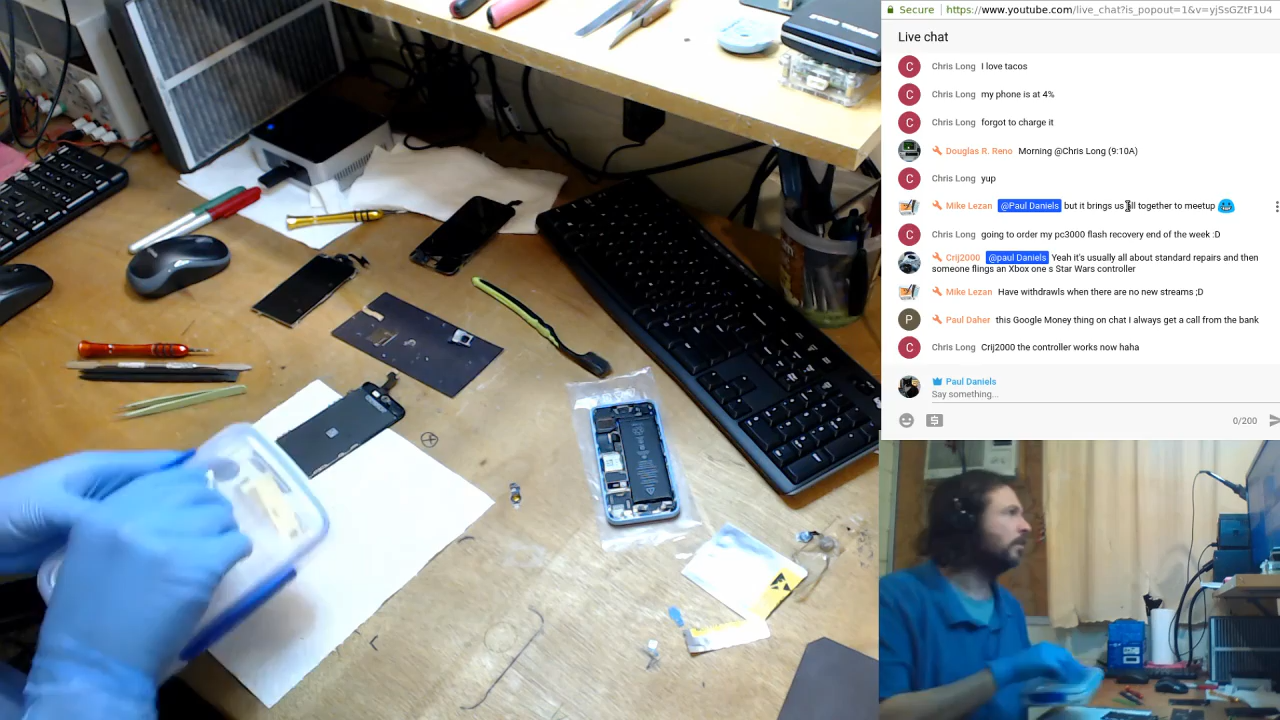 Secure https://www.youtube.com/live_chat?is_popout=1&v=yjSsGZtF1U4
Live chat
C Chris Long I love tacos
C Chris Long my phone is at 4%
C Chris Long forgot to charge it
Douglas R. Reno Morning @Chris Long (9:10A)
C Chris Long yup
Mike Lezan @Paul Daniels but it brings us all together to meetup
C Chris Long going to order my pc3000 flash recovery end of the week :D
Crij2000 @paul Daniels Yeah it's usually all about standard repairs and then
someone flings an Xbox one s Star Wars controller
Mike Lezan Have withdrawls when there are no new streams ;D
P Paul Daher this Google Money thing on chat I always get a call from the bank
C Chris Long Crij2000 the controller works now haha
Paul Daniels
Say something...
0/200